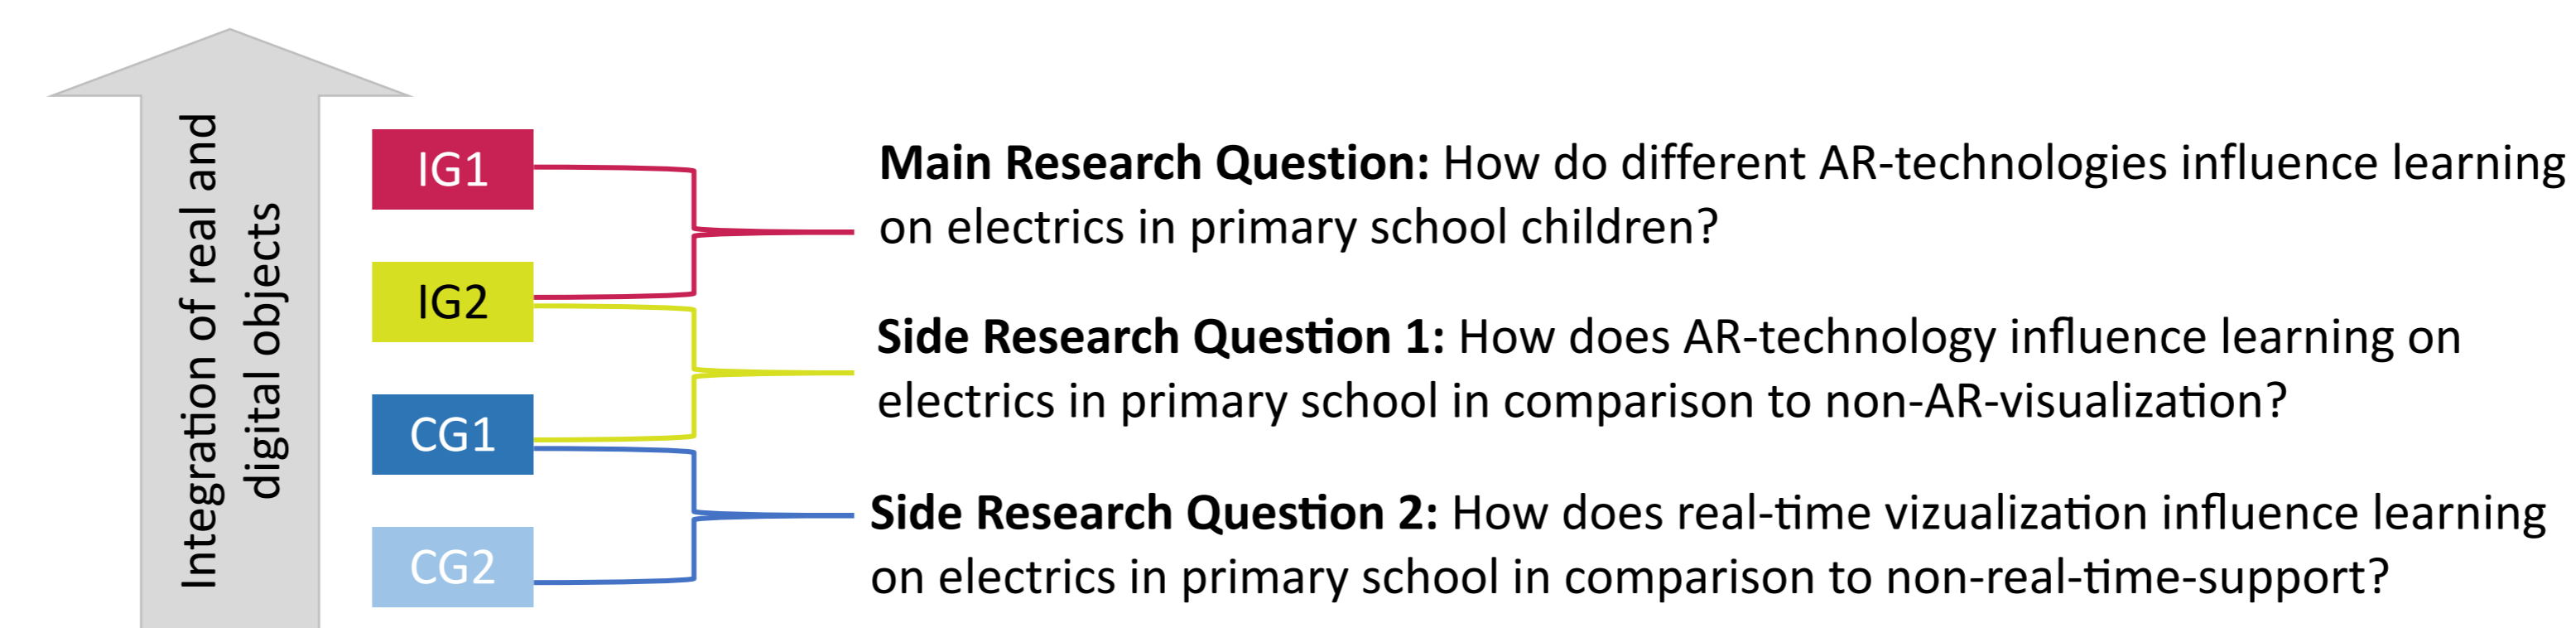 Integration of real and
digital objects
IG1
IG2
CG1
CG2
Main Research Question: How do different AR-technologies influence learning
on electrics in primary school children?
Side Research Question 1: How does AR-technology influence learning on
electrics in primary school in comparison to non-AR-visualization?
Side Research Question 2: How does real-time vizualization influence learning
on electrics in primary school in comparison to non-real-time-support?